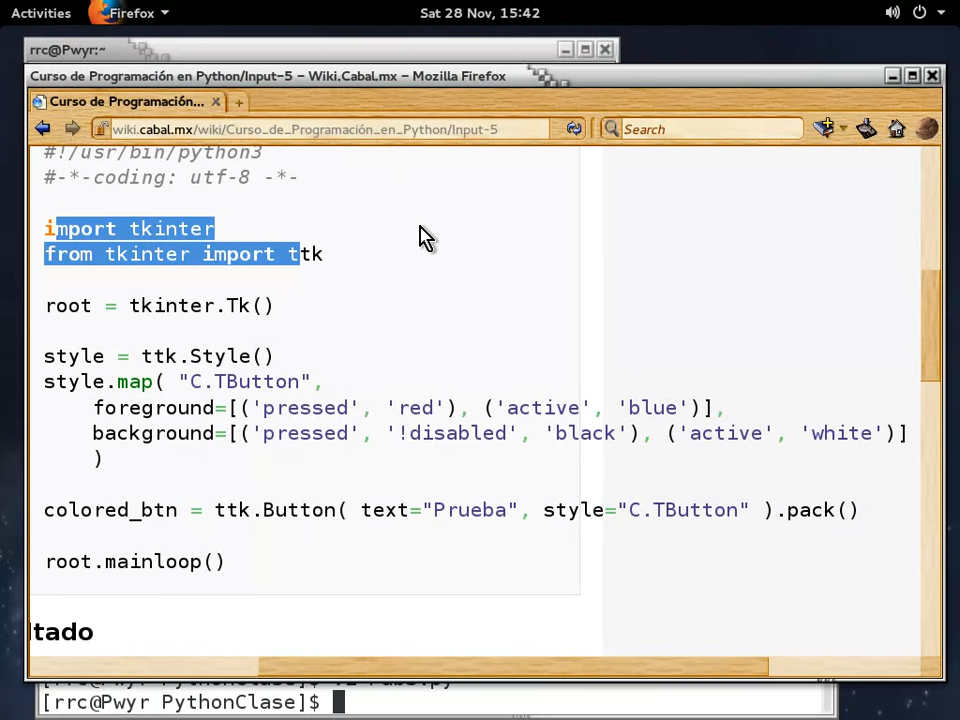 Activities Firefox Sat 28 Nov, 15:42
rrc@Pwyr:~
Curso de Programación en Python/Input-5 – Wiki.Cabal.mx – Mozilla Firefox
Curso de Programación...
wiki.cabal.mx/wiki/Curso_de_Programación_en_Python/Input-5 Search
#!/usr/bin/python3
#-*-coding: utf-8 -*-
import tkinter
from tkinter import ttk
root = tkinter.Tk()
style = ttk.Style()
style.map( "C.TButton",
foreground=[('pressed', 'red'), ('active', 'blue')],
background=[('pressed', '!disabled', 'black'), ('active', 'white')]
)
colored_btn = ttk.Button( text="Prueba", style="C.TButton" ).pack()
root.mainloop()
ltado
[rrc@Pwyr PythonClase]$